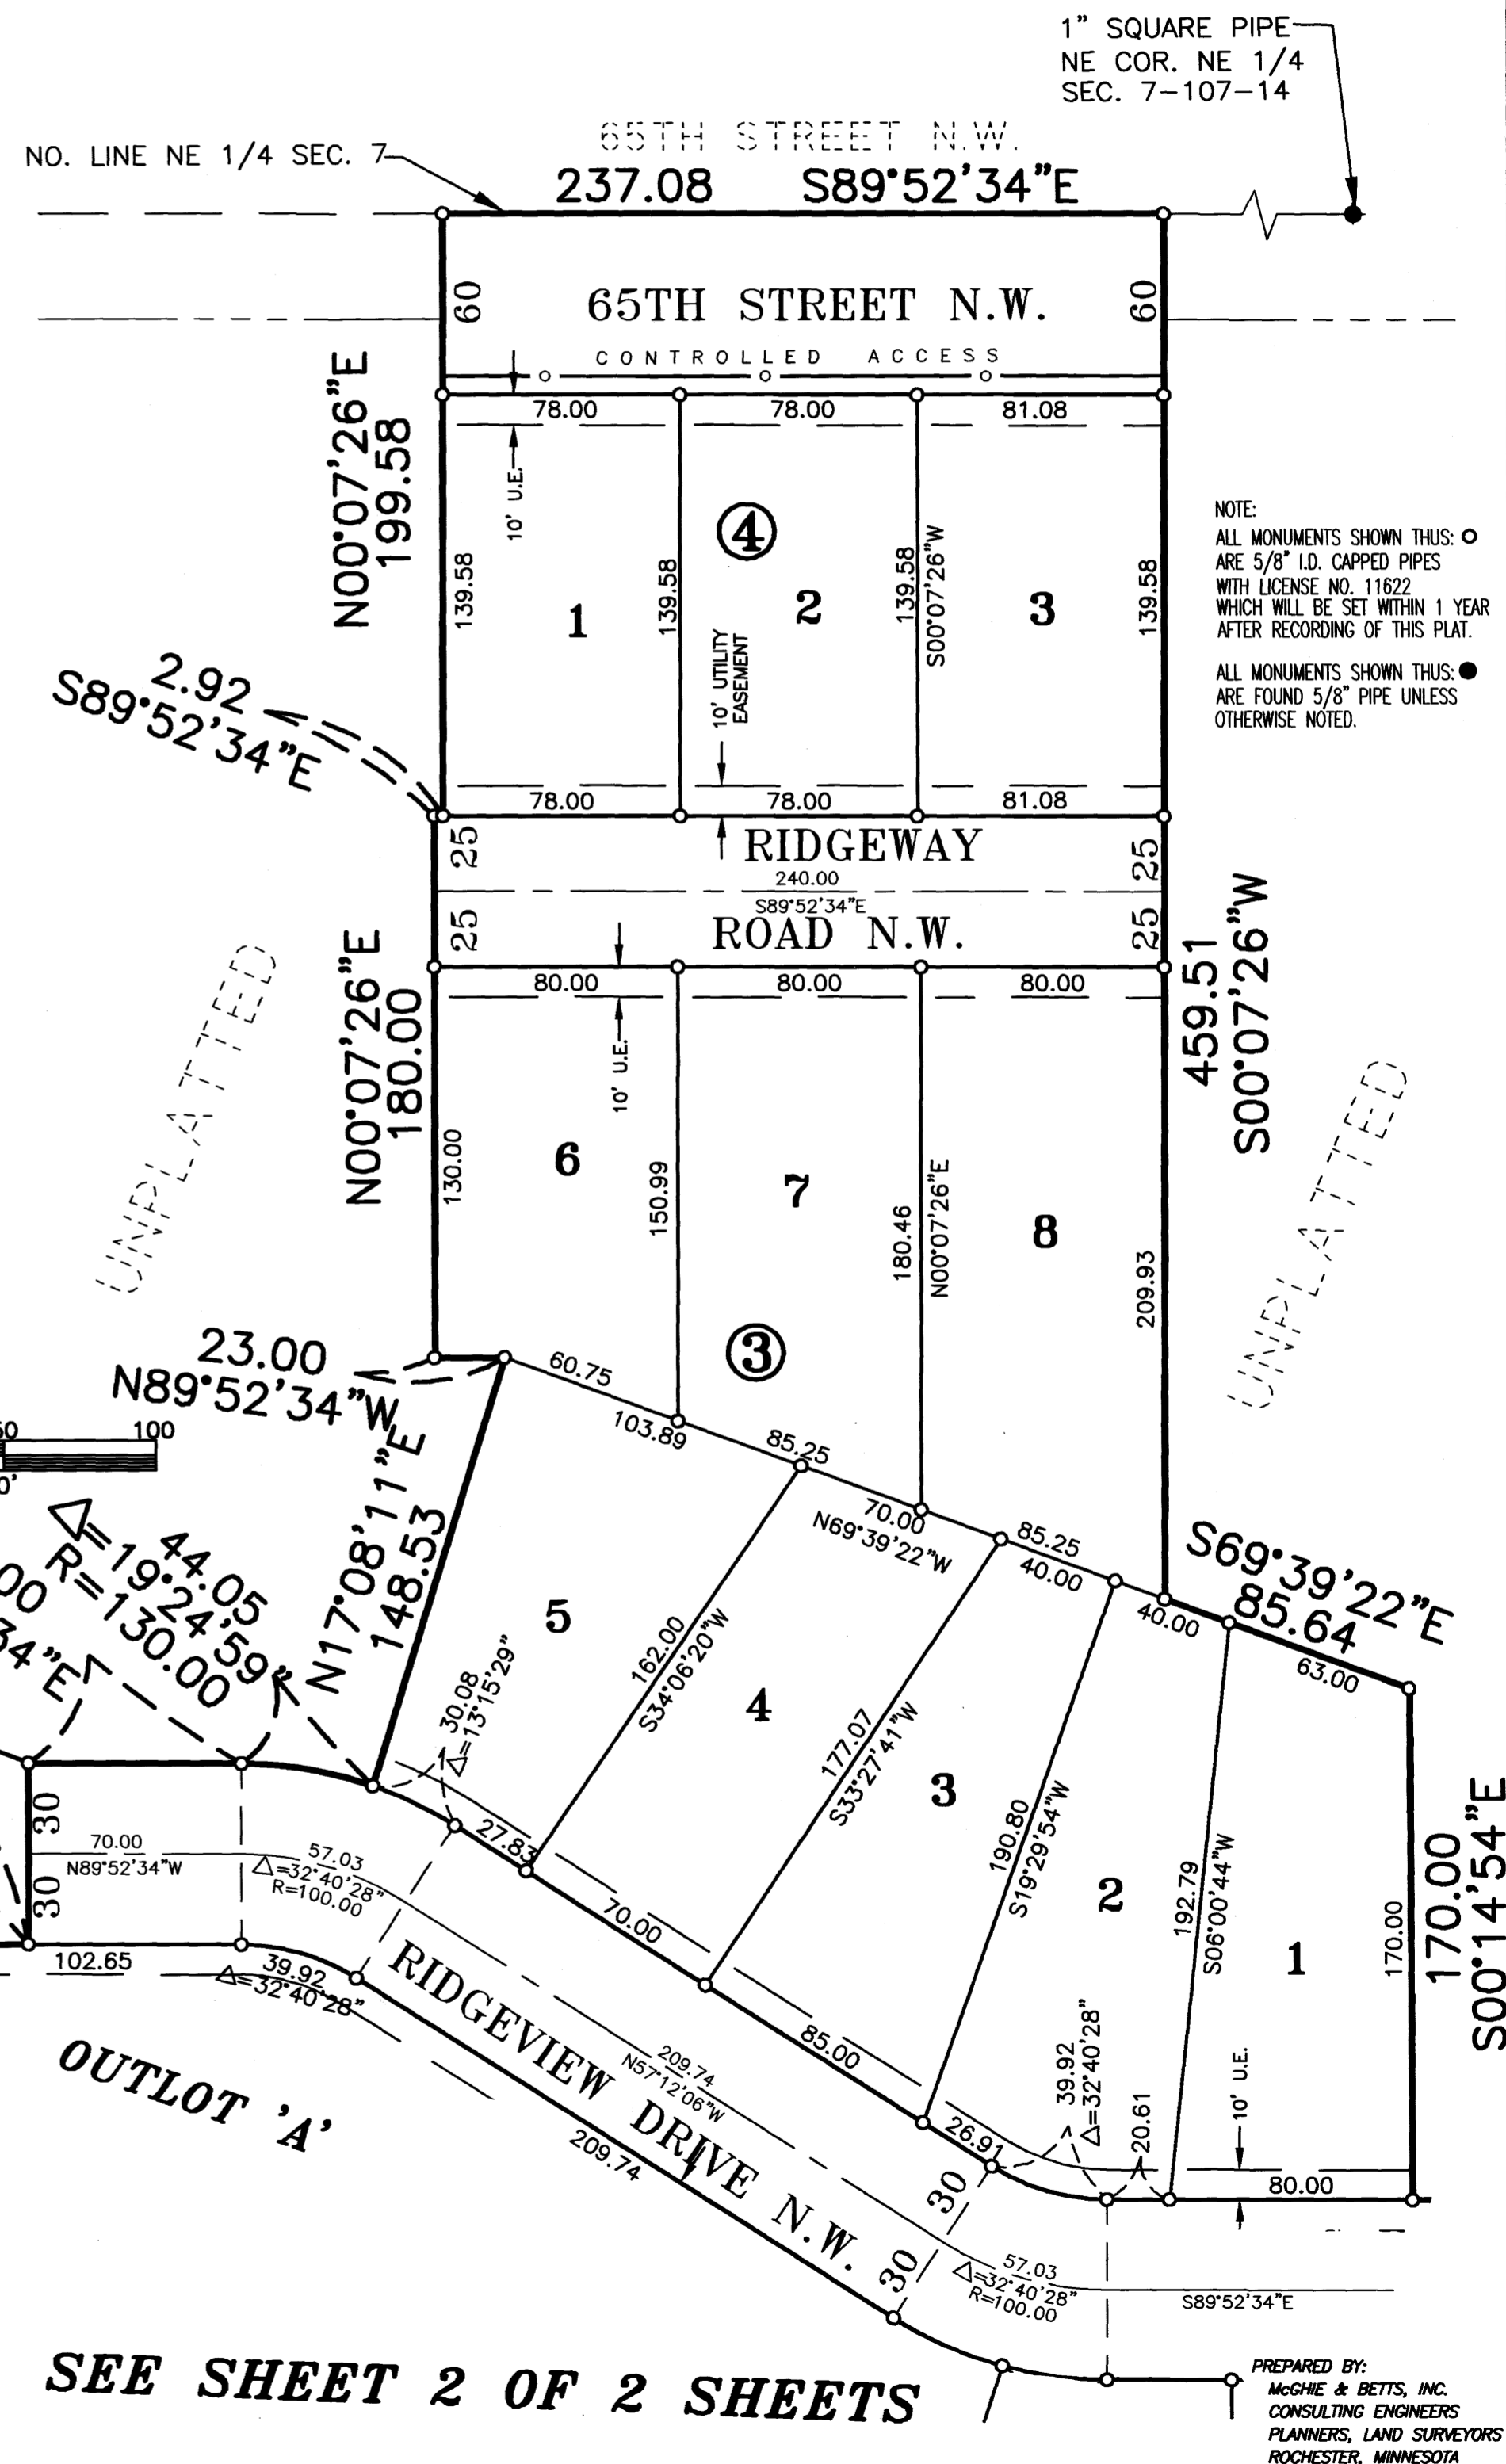 1" SQUARE PIPE
NE COR. NE 1/4
SEC. 7-107-14
65TH STREET N.W.
NO. LINE NE 1/4 SEC. 7
237.08 S89°52'34"E
60
65TH STREET N.W.
60
CONTROLLED ACCESS
78.00
78.00
81.08
N00°07'26"E
199.58
10' U.E.
139.58
1
139.58
4
2
139.58
S00°07'26"W
3
139.58
10' UTILITY
EASEMENT
NOTE:
ALL MONUMENTS SHOWN THUS:
ARE 5/8" I.D. CAPPED PIPES
WITH LICENSE NO. 11622
WHICH WILL BE SET WITHIN 1 YEAR
AFTER RECORDING OF THIS PLAT.
ALL MONUMENTS SHOWN THUS:
ARE FOUND 5/8" PIPE UNLESS
OTHERWISE NOTED.
2.92
S89°52'34"E
78.00
78.00
81.08
25
RIDGEWAY
25
240.00
S89°52'34"E
25
ROAD N.W.
25
80.00
80.00
80.00
UNPLATTED
N00°07'26"E
180.00
10' U.E.
130.00
6
150.99
7
180.46
N00°07'26"E
8
209.93
459.51
S00°07'26"W
UNPLATTED
3
23.00
N89°52'34"W
60.75
103.89
85.25
70.00
N69°39'22"W
85.25
40.00
40.00
S69°39'22"E
85.64
63.00
100
44.05
Δ=19°24'59"
R=130.00
N17°08'11"E
148.53
5
30.08
Δ=13°15'29"
162.00
S34°06'20"W
4
177.07
S33°27'41"W
3
190.80
S19°29'54"W
2
192.79
S06°00'44"W
1
170.00
170.00
S00°14'54"E
30
70.00
N89°52'34"W
30
57.03
Δ=32°40'28"
R=100.00
27.83
70.00
85.00
26.91
39.92
Δ=32°40'28"
20.61
10' U.E.
80.00
102.65
39.92
Δ=32°40'28"
RIDGEVIEW DRIVE N.W.
209.74
N57°12'06"W
209.74
30
30
57.03
Δ=32°40'28"
R=100.00
S89°52'34"E
OUTLOT 'A'
SEE SHEET 2 OF 2 SHEETS
PREPARED BY:
McGHIE & BETTS, INC.
CONSULTING ENGINEERS
PLANNERS, LAND SURVEYORS
ROCHESTER, MINNESOTA